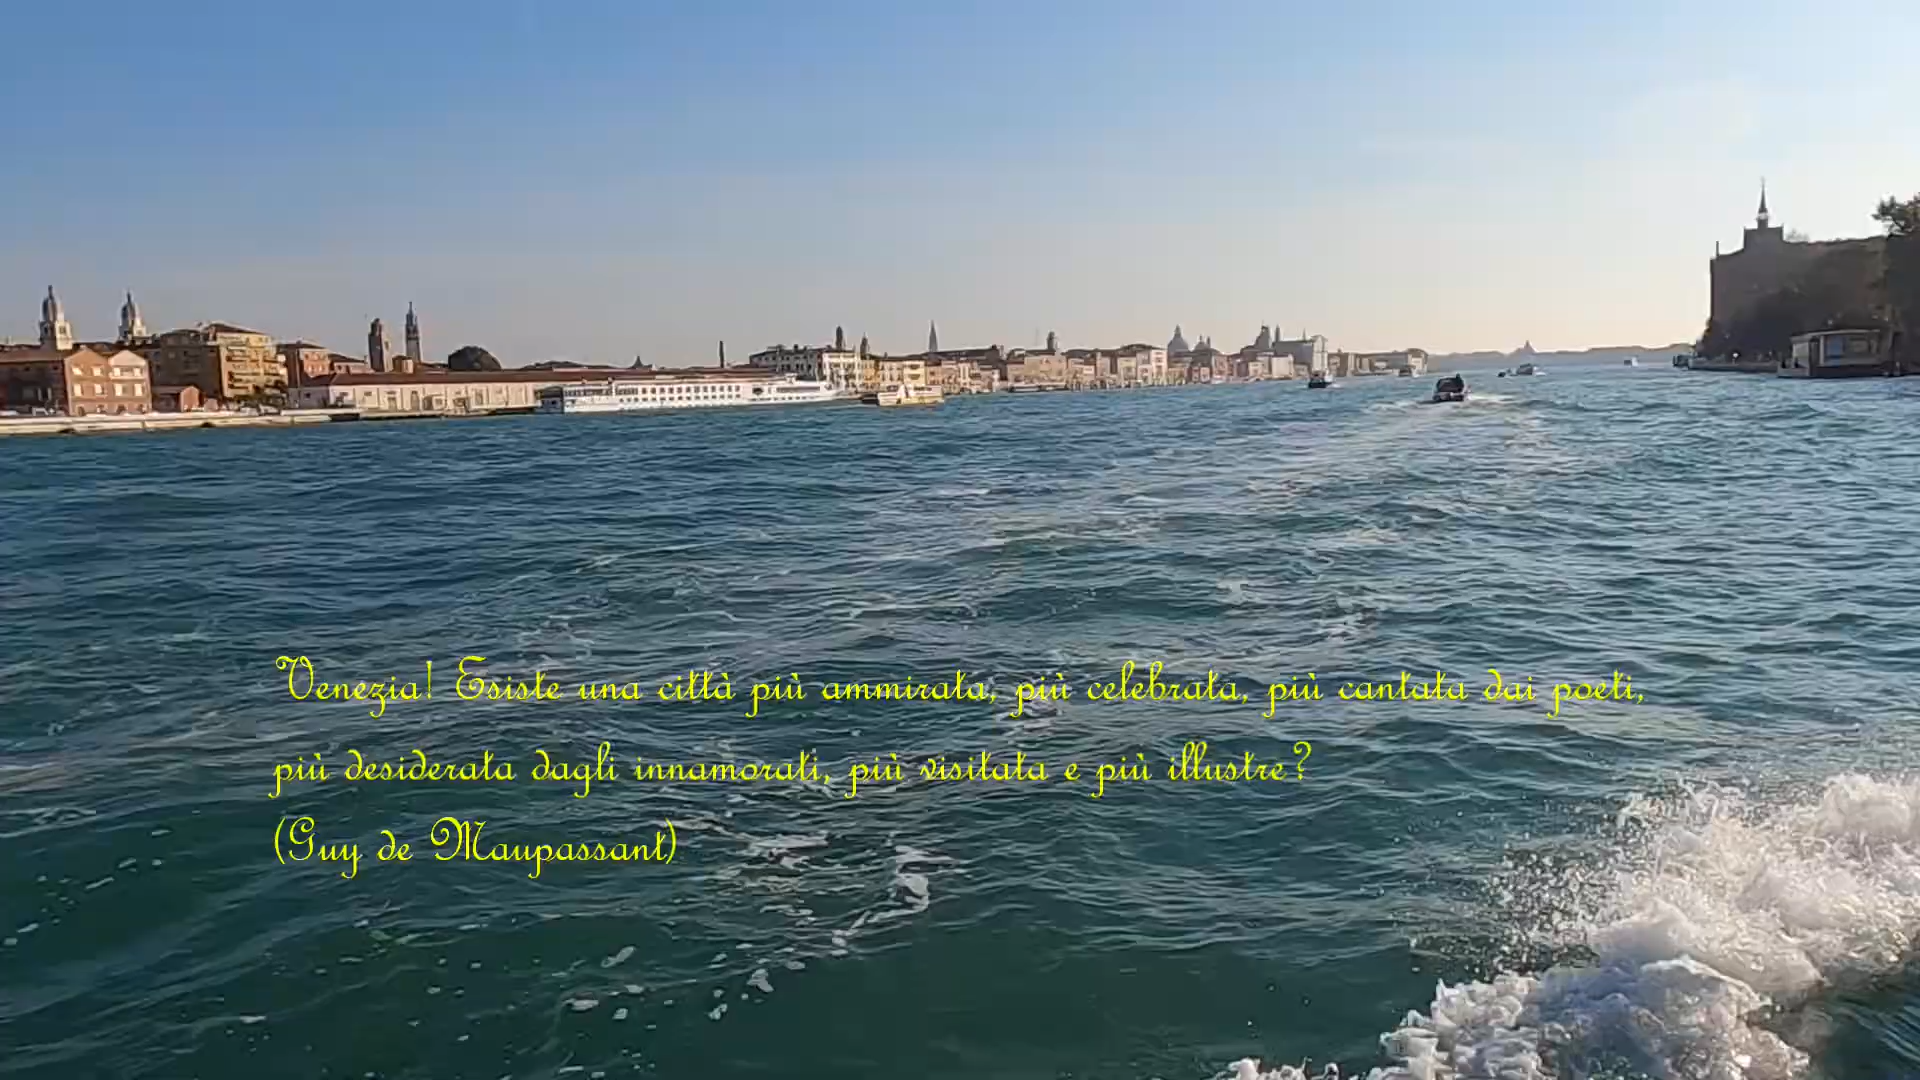 Venezia! Esiste una città più ammirata, più celebrata, più cantata dai poeti,
più desiderata dagli innamorati, più visitata e più illustre?
(Guy de Maupassant)